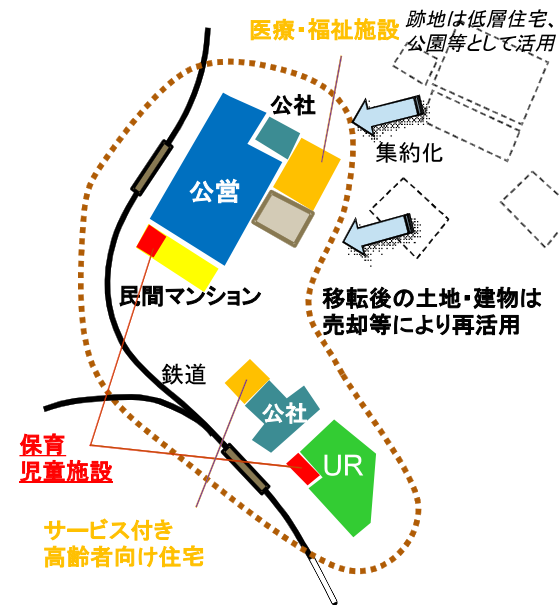 跡地は低層住宅、
公園等として活用
医療・福祉施設
公社
集約化
公営
民間マンション
移転後の土地・建物は
売却等により再活用
鉄道
公社
保育
児童施設
UR
サービス付き
高齢者向け住宅